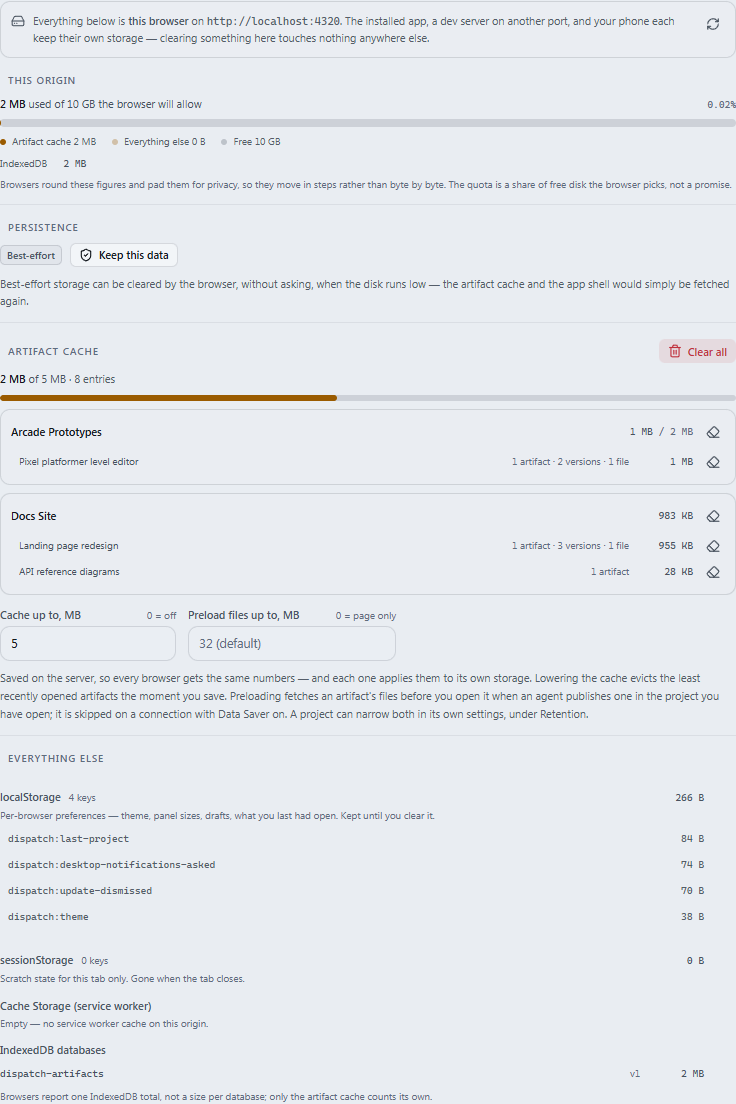 Everything below is this browser on http://localhost:4320. The installed app, a dev server on another port, and your phone each
keep their own storage — clearing something here touches nothing anywhere else.
THIS ORIGIN
2 MB used of 10 GB the browser will allow 0.02%
Artifact cache 2 MB Everything else 0 B Free 10 GB
IndexedDB 2 MB
Browsers round these figures and pad them for privacy, so they move in steps rather than byte by byte. The quota is a share of free disk the browser picks, not a promise.
PERSISTENCE
Best-effort Keep this data
Best-effort storage can be cleared by the browser, without asking, when the disk runs low — the artifact cache and the app shell would simply be fetched
again.
ARTIFACT CACHE Clear all
2 MB of 5 MB · 8 entries
Arcade Prototypes 1 MB / 2 MB
Pixel platformer level editor 1 artifact · 2 versions · 1 file 1 MB
Docs Site 983 KB
Landing page redesign 1 artifact · 3 versions · 1 file 955 KB
API reference diagrams 1 artifact 28 KB
Cache up to, MB 0 = off Preload files up to, MB 0 = page only
5 32 (default)
Saved on the server, so every browser gets the same numbers — and each one applies them to its own storage. Lowering the cache evicts the least
recently opened artifacts the moment you save. Preloading fetches an artifact's files before you open it when an agent publishes one in the project you
have open; it is skipped on a connection with Data Saver on. A project can narrow both in its own settings, under Retention.
EVERYTHING ELSE
localStorage 4 keys 266 B
Per-browser preferences — theme, panel sizes, drafts, what you last had open. Kept until you clear it.
dispatch:last-project 84 B
dispatch:desktop-notifications-asked 74 B
dispatch:update-dismissed 70 B
dispatch:theme 38 B
sessionStorage 0 keys 0 B
Scratch state for this tab only. Gone when the tab closes.
Cache Storage (service worker)
Empty — no service worker cache on this origin.
IndexedDB databases
dispatch-artifacts v1 2 MB
Browsers report one IndexedDB total, not a size per database; only the artifact cache counts its own.